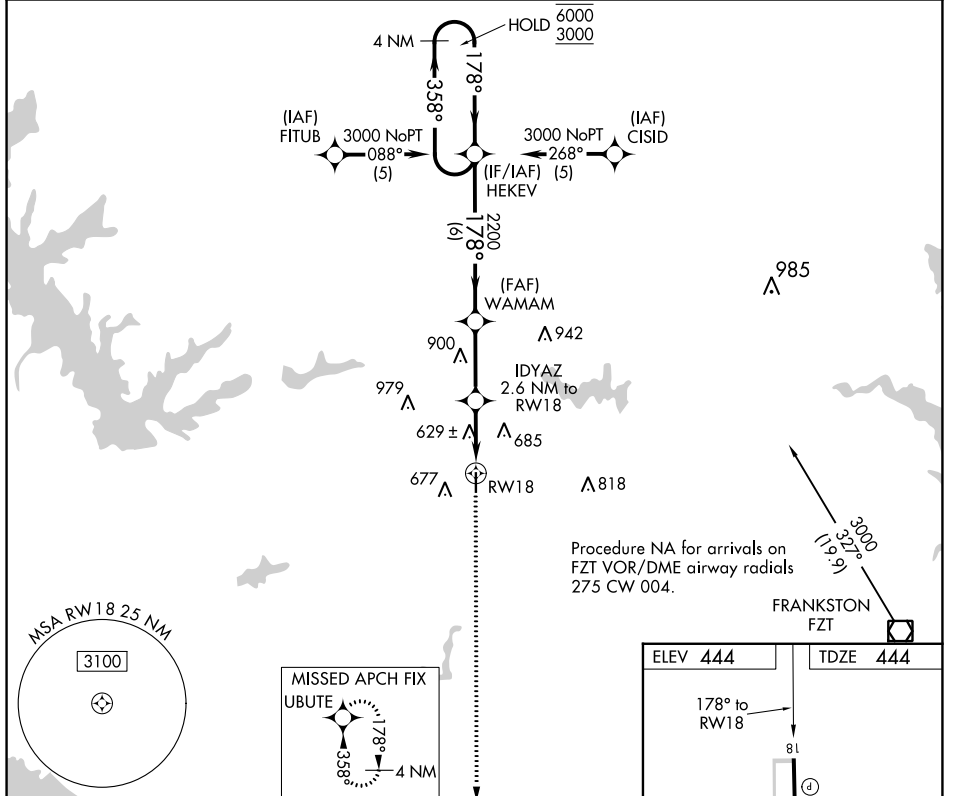 HOLD 6000
3000
4 NM
178°
358°
(IAF)
FITUB
3000 NoPT
088°
(5)
3000 NoPT
268°
(5)
(IAF)
CISID
(IF/IAF)
HEKEV
2200
178°
(6)
(FAF)
WAMAM
985
942
900
IDYAZ
2.6 NM to
RW18
979
629 ±
685
677
RW18
818
3000
327°
(19.9)
Procedure NA for arrivals on
FZT VOR/DME airway radials
275 CW 004.
FRANKSTON
FZT
MSA RW18 25 NM
3100
MISSED APCH FIX
UBUTE
178°
358°
4 NM
ELEV 444
TDZE 444
178° to
RW18
18
P